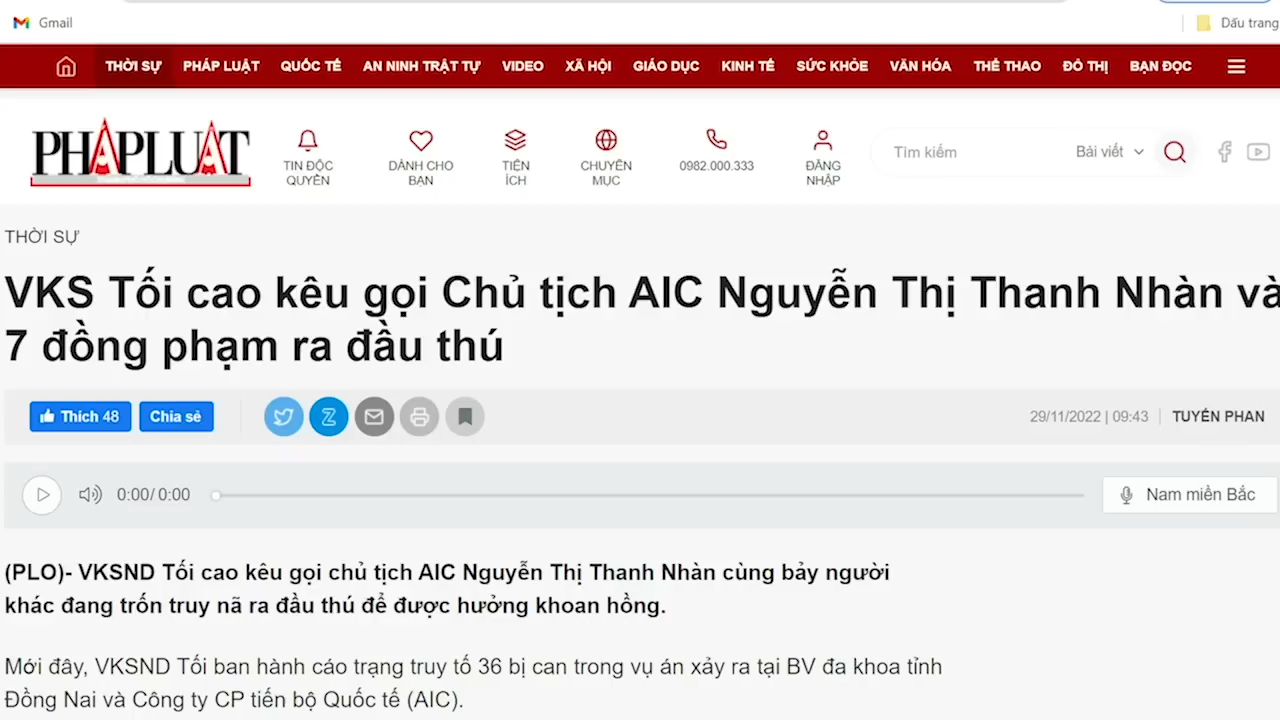 Gmail
Dấu trang
THỜI SỰ PHÁP LUẬT QUỐC TẾ AN NINH TRẬT TỰ VIDEO XÃ HỘI GIÁO DỤC KINH TẾ SỨC KHỎE VĂN HÓA THỂ THAO ĐÔ THỊ BẠN ĐỌC
PHÁP LUẬT
TIN ĐỘC QUYỀN
DÀNH CHO BẠN
TIỆN ÍCH
CHUYÊN MỤC
0982.000.333
ĐĂNG NHẬP
Tìm kiếm Bài viết
THỜI SỰ
VKS Tối cao kêu gọi Chủ tịch AIC Nguyễn Thị Thanh Nhàn và
7 đồng phạm ra đầu thú
Thích 48 Chia sẻ
29/11/2022 | 09:43 TUYẾN PHAN
0:00/ 0:00
Nam miền Bắc
(PLO)- VKSND Tối cao kêu gọi chủ tịch AIC Nguyễn Thị Thanh Nhàn cùng bảy người
khác đang trốn truy nã ra đầu thú để được hưởng khoan hồng.
Mới đây, VKSND Tối ban hành cáo trạng truy tố 36 bị can trong vụ án xảy ra tại BV đa khoa tỉnh
Đồng Nai và Công ty CP tiến bộ Quốc tế (AIC).